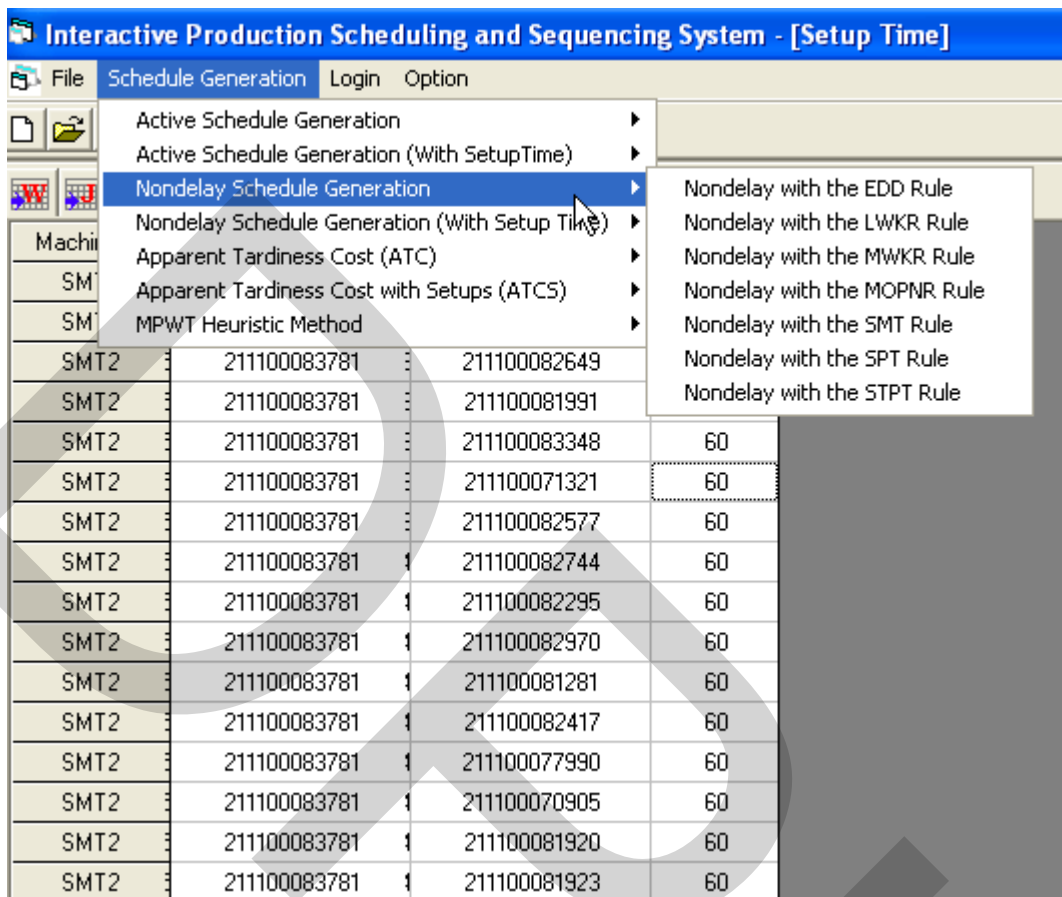 Interactive Production Scheduling and Sequencing System - [Setup Time]
File Schedule Generation Login Option
Active Schedule Generation
Active Schedule Generation (With SetupTime)
Nondelay Schedule Generation
Nondelay Schedule Generation (With Setup Time)
Apparent Tardiness Cost (ATC)
Apparent Tardiness Cost with Setups (ATCS)
MPWT Heuristic Method
Nondelay with the EDD Rule
Nondelay with the LWKR Rule
Nondelay with the MWKR Rule
Nondelay with the MOPNR Rule
Nondelay with the SMT Rule
Nondelay with the SPT Rule
Nondelay with the STPT Rule
W J
Machi
SMT
SMT
SMT2 211100083781 211100082649
SMT2 211100083781 211100081991
SMT2 211100083781 211100083348 60
SMT2 211100083781 211100071321 60
SMT2 211100083781 211100082577 60
SMT2 211100083781 211100082744 60
SMT2 211100083781 211100082295 60
SMT2 211100083781 211100082970 60
SMT2 211100083781 211100081281 60
SMT2 211100083781 211100082417 60
SMT2 211100083781 211100077990 60
SMT2 211100083781 211100070905 60
SMT2 211100083781 211100081920 60
SMT2 211100083781 211100081923 60